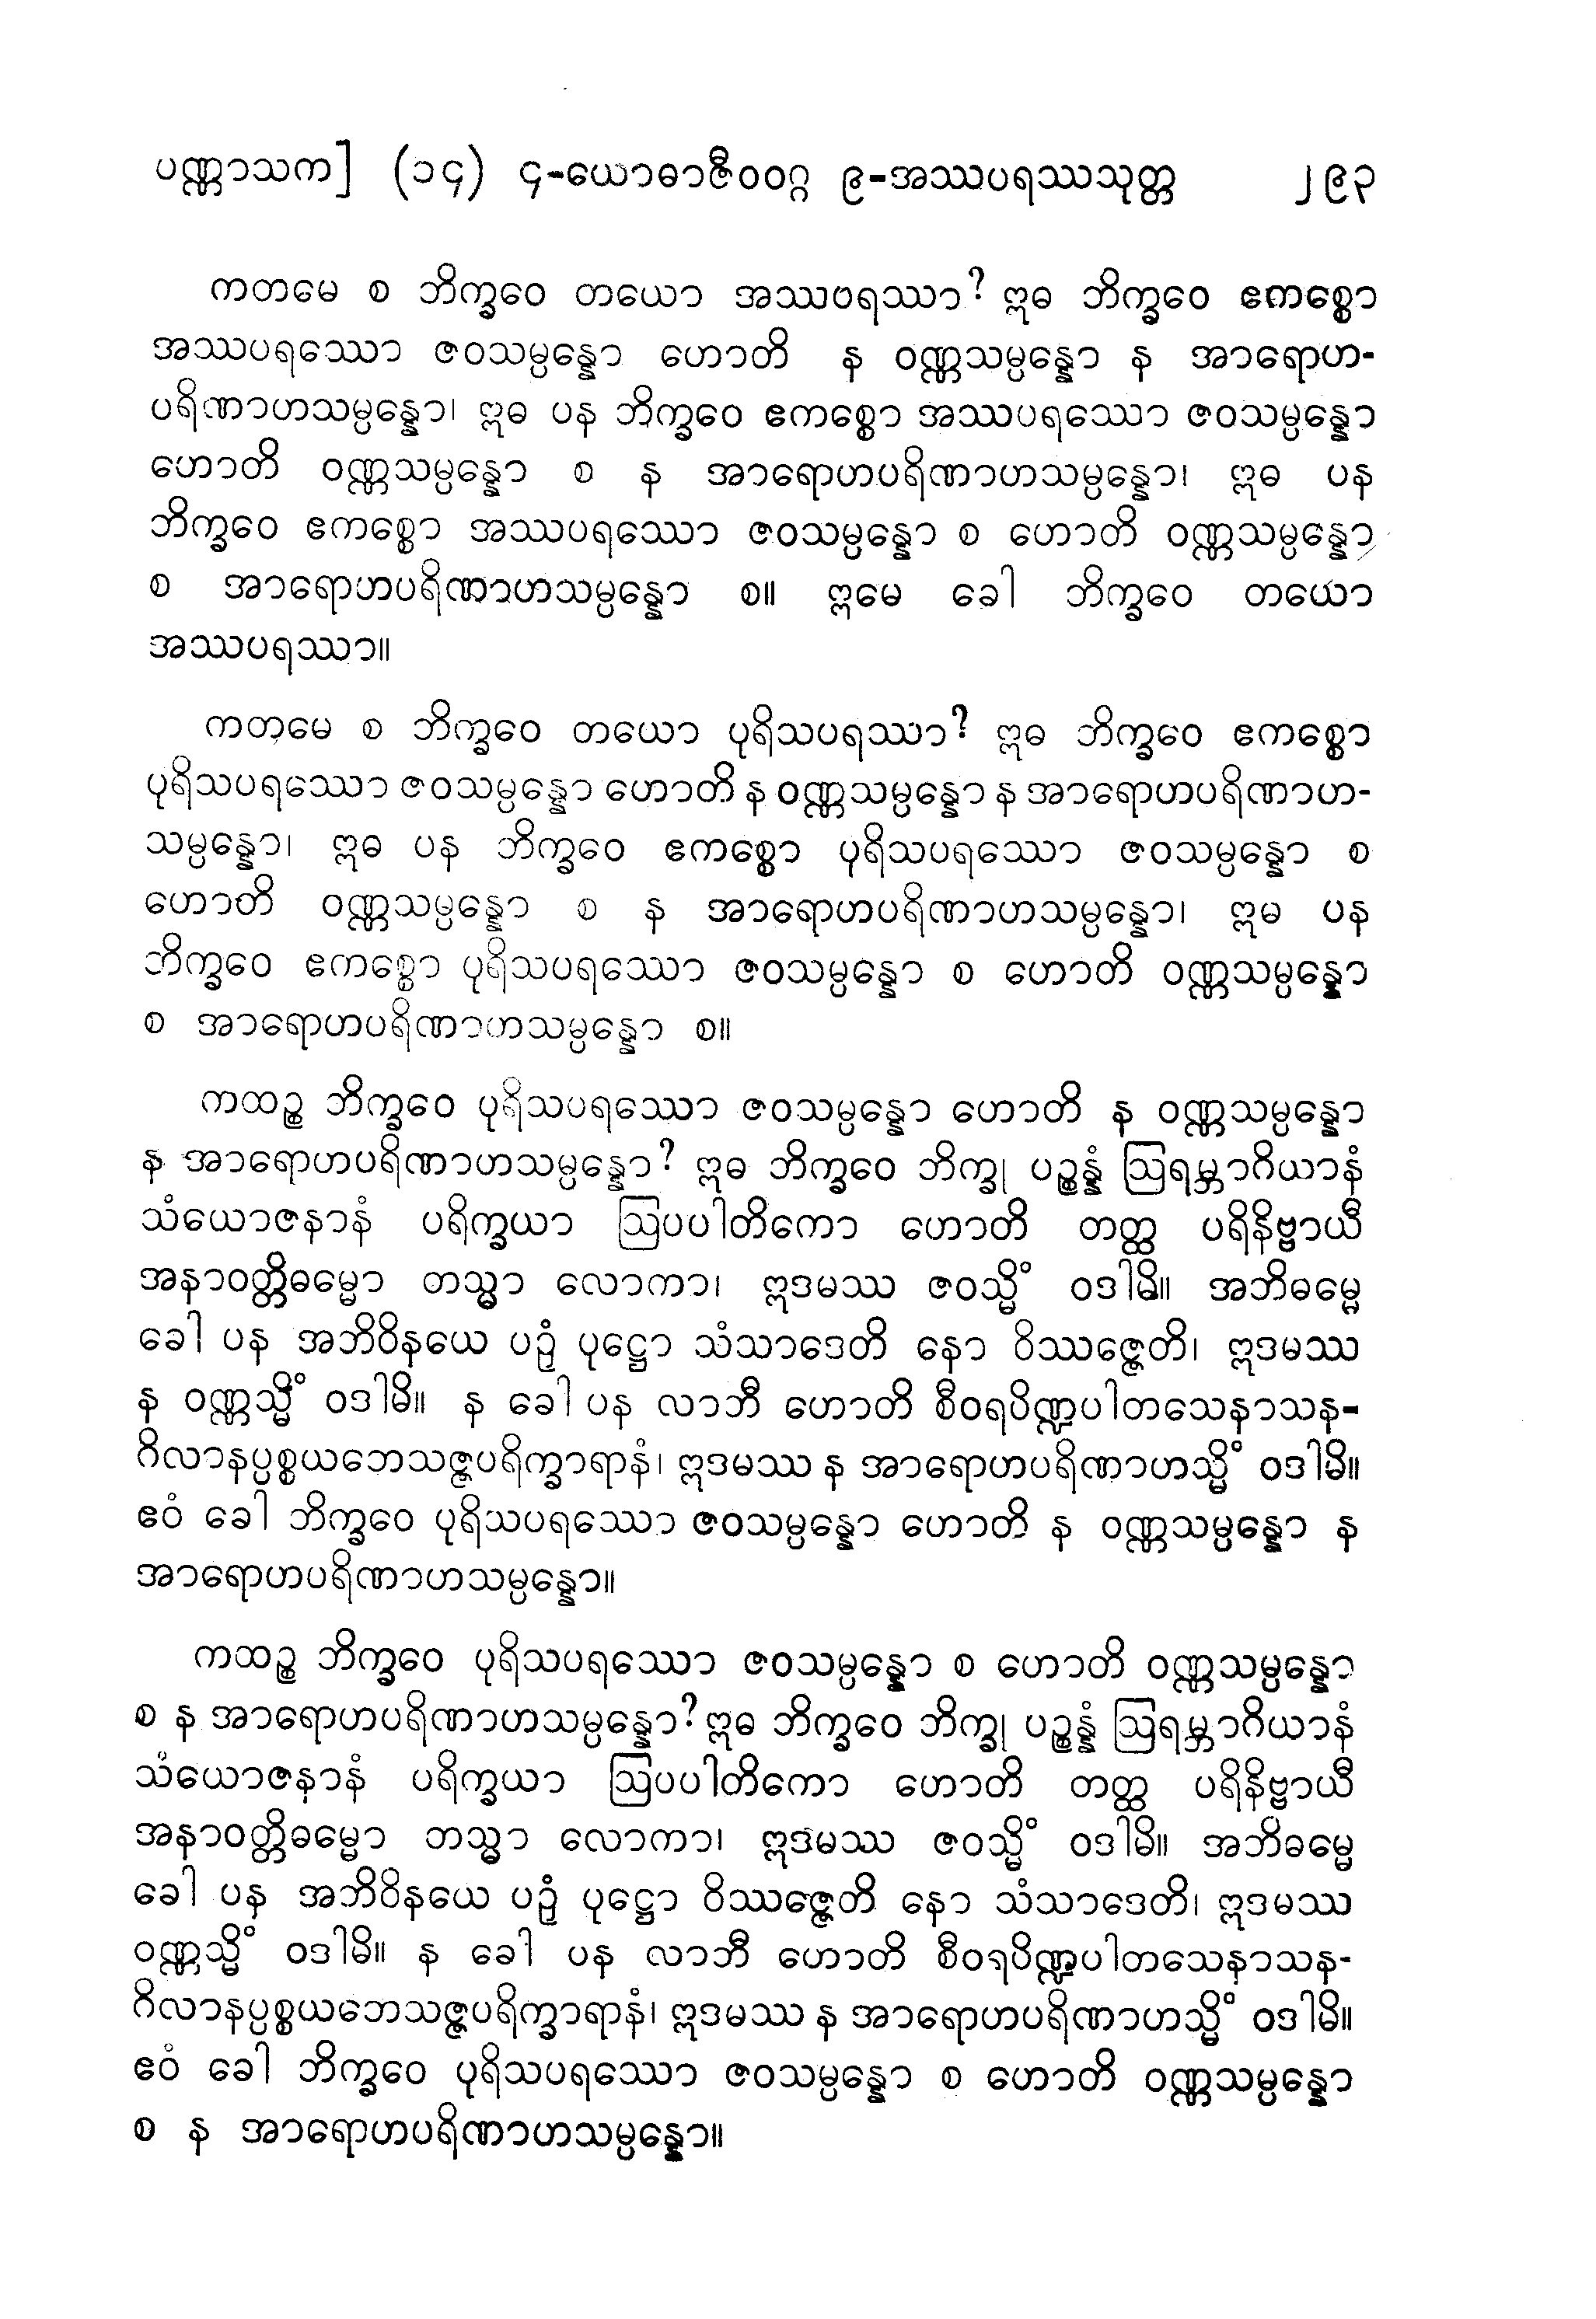 ပဏ္ဏာသက] (၁၄) ၄-ယောဓာဇီဝဝဂ္ဂ ၉-အဿပရဿသုတ္တ ၂၉၃
ကတမေ စ ဘိက္ခဝေ တယော အဿပရဿာ? ဣဓ ဘိက္ခဝေ ဧကစ္စော
အဿပရဿော ဇဝသမ္ပန္နော ဟောတိ န ဝဏ္ဏသမ္ပန္နော န အာရောဟ-
ပရိဏာဟသမ္ပန္နော၊ ဣဓ ပန ဘိက္ခဝေ ဧကစ္စော အဿပရဿော ဇဝသမ္ပန္နော
ဟောတိ ဝဏ္ဏသမ္ပန္နော စ န အာရောဟပရိဏာဟသမ္ပန္နော၊ ဣဓ ပန
ဘိက္ခဝေ ဧကစ္စော အဿပရဿော ဇဝသမ္ပန္နော စ ဟောတိ ဝဏ္ဏသမ္ပန္နော
စ အာရောဟပရိဏာဟသမ္ပန္နော စ။ ဣမေ ခေါ ဘိက္ခဝေ တယော
အဿပရဿာ။
ကတမေ စ ဘိက္ခဝေ တယော ပုရိသပရဿာ? ဣဓ ဘိက္ခဝေ ဧကစ္စော
ပုရိသပရဿော ဇဝသမ္ပန္နော ဟောတိ န ဝဏ္ဏသမ္ပန္နော န အာရောဟပရိဏာဟ-
သမ္ပန္နော၊ ဣဓ ပန ဘိက္ခဝေ ဧကစ္စော ပုရိသပရဿော ဇဝသမ္ပန္နော စ
ဟောတိ ဝဏ္ဏသမ္ပန္နော စ န အာရောဟပရိဏာဟသမ္ပန္နော၊ ဣမ ပန
ဘိက္ခဝေ ဧကစ္စော ပုရိသပရဿော ဇဝသမ္ပန္နော စ ဟောတိ ဝဏ္ဏသမ္ပန္နော
စ အာရောဟပရိဏာဟသမ္ပန္နော စ။
ကထဉ္စ ဘိက္ခဝေ ပုရိသပရဿော ဇဝသမ္ပန္နော ဟောတိ န ဝဏ္ဏသမ္ပန္နော
န အာရောဟပရိဏာဟသမ္ပန္နော? ဣဓ ဘိက္ခဝေ ဘိက္ခု ပဉ္စန္နံ ဩရမ္ဘာဂိယာနံ
သံယောဇနာနံ ပရိက္ခယာ ဩပပါတိကော ဟောတိ တတ္ထ ပရိနိဗ္ဗာယီ
အနာဝတ္တိဓမ္မော တသ္မာ လောကာ၊ ဣဒမဿ ဇဝသ္မိံ ဝဒါမိ။ အဘိဓမ္မေ
ခေါ ပန အဘိဝိနယေ ပဉှံ ပုဋ္ဌော သံသာဒေတိ နော ဝိဿဇ္ဇေတိ၊ ဣဒမဿ
န ဝဏ္ဏသ္မိံ ဝဒါမိ။ န ခေါ ပန လာဘီ ဟောတိ စီဝရပိဏ္ဍပါတသေနာသန-
ဂိလာနပ္ပစ္စယဘေသဇ္ဇပရိက္ခာရာနံ၊ ဣဒမဿ န အာရောဟပရိဏာဟသ္မိံ ဝဒါမိ။
ဧဝံ ခေါ ဘိက္ခဝေ ပုရိသပရဿော ဇဝသမ္ပန္နော ဟောတိ န ဝဏ္ဏသမ္ပန္နော န
အာရောဟပရိဏာဟသမ္ပန္နော။
ကထဉ္စ ဘိက္ခဝေ ပုရိသပရဿော ဇဝသမ္ပန္နော စ ဟောတိ ဝဏ္ဏသမ္ပန္နော
စ န အာရောဟပရိဏာဟသမ္ပန္နော? ဣဓ ဘိက္ခဝေ ဘိက္ခု ပဉ္စန္နံ ဩရမ္ဘာဂိယာနံ
သံယောဇနာနံ ပရိက္ခယာ ဩပပါတိကော ဟောတိ တတ္ထ ပရိနိဗ္ဗာယီ
အနာဝတ္တိဓမ္မော တသ္မာ လောကာ၊ ဣဒမဿ ဇဝသ္မိံ ဝဒါမိ။ အဘိဓမ္မေ
ခေါ ပန အဘိဝိနယေ ပဉှံ ပုဋ္ဌော ဝိဿဇ္ဇေတိ နော သံသာဒေတိ၊ ဣဒမဿ
ဝဏ္ဏသ္မိံ ဝဒါမိ။ န ခေါ ပန လာဘီ ဟောတိ စီဝရပိဏ္ဍပါတသေနာသန-
ဂိလာနပ္ပစ္စယဘေသဇ္ဇပရိက္ခာရာနံ၊ ဣဒမဿ န အာရောဟပရိဏာဟသ္မိံ ဝဒါမိ။
ဧဝံ ခေါ ဘိက္ခဝေ ပုရိသပရဿော ဇဝသမ္ပန္နော စ ဟောတိ ဝဏ္ဏသမ္ပန္နော
စ န အာရောဟပရိဏာဟသမ္ပန္နော။